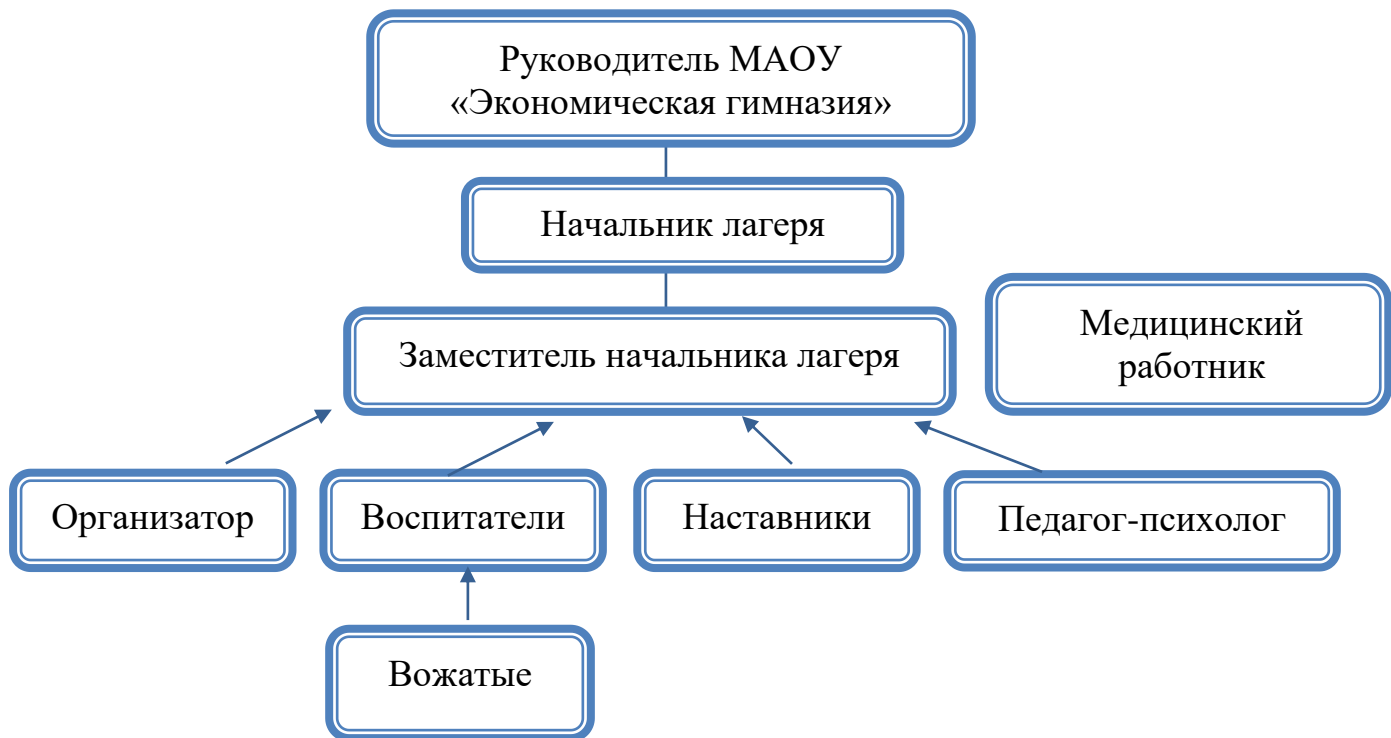 Руководитель МАОУ
«Экономическая гимназия»
Начальник лагеря
Заместитель начальника лагеря
Медицинский
работник
Организатор
Воспитатели
Наставники
Педагог-психолог
Вожатые